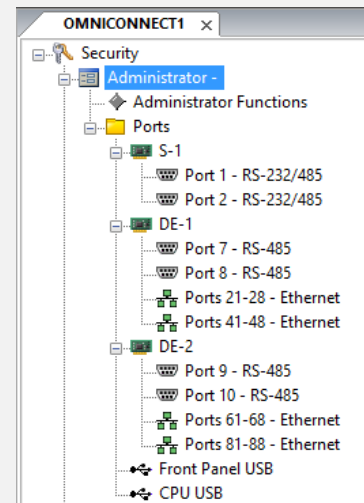 OMNICONNECT1 ×
Security
Administrator -
Administrator Functions
Ports
S-1
Port 1 - RS-232/485
Port 2 - RS-232/485
DE-1
Port 7 - RS-485
Port 8 - RS-485
Ports 21-28 - Ethernet
Ports 41-48 - Ethernet
DE-2
Port 9 - RS-485
Port 10 - RS-485
Ports 61-68 - Ethernet
Ports 81-88 - Ethernet
Front Panel USB
CPU USB